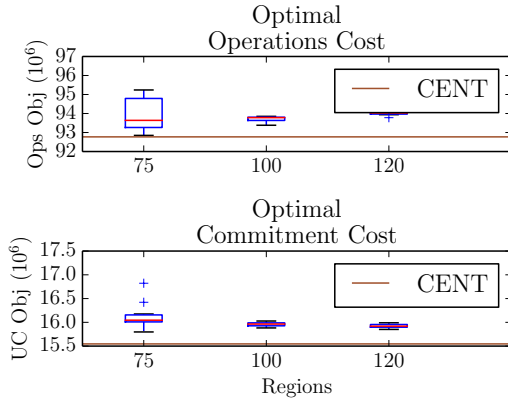 Optimal
Operations Cost
Ops Obj (10⁶)
97
96
95
94
93
92
CENT
75
100
120
Optimal
Commitment Cost
UC Obj (10⁶)
17.5
17.0
16.5
16.0
15.5
CENT
75
100
120
Regions